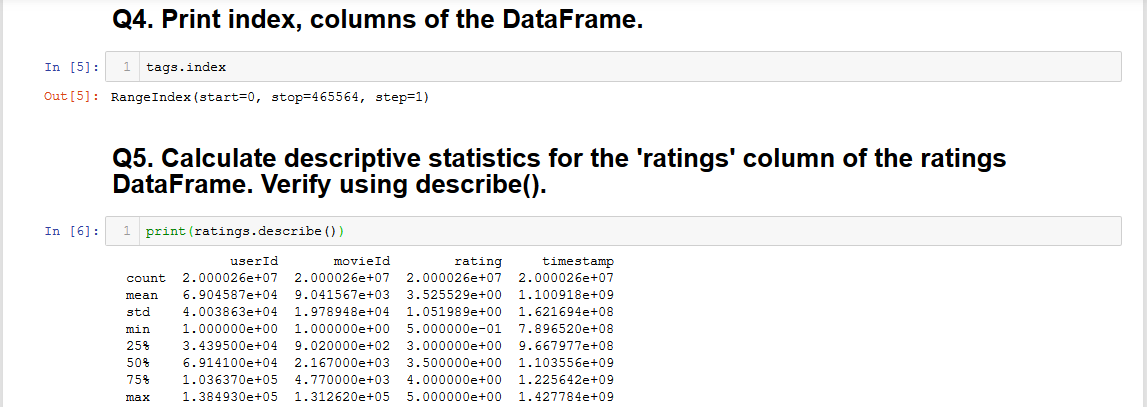 Q4. Print index, columns of the DataFrame.
In [5]: 1 tags.index
Out[5]: RangeIndex(start=0, stop=465564, step=1)
Q5. Calculate descriptive statistics for the 'ratings' column of the ratings
DataFrame. Verify using describe().
In [6]: 1 print(ratings.describe())
userId movieId rating timestamp
count 2.000026e+07 2.000026e+07 2.000026e+07 2.000026e+07
mean 6.904587e+04 9.041567e+03 3.525529e+00 1.100918e+09
std 4.003863e+04 1.978948e+04 1.051989e+00 1.621694e+08
min 1.000000e+00 1.000000e+00 5.000000e-01 7.896520e+08
25% 3.439500e+04 9.020000e+02 3.000000e+00 9.667977e+08
50% 6.914100e+04 2.167000e+03 3.500000e+00 1.103556e+09
75% 1.036370e+05 4.770000e+03 4.000000e+00 1.225642e+09
max 1.384930e+05 1.312620e+05 5.000000e+00 1.427784e+09